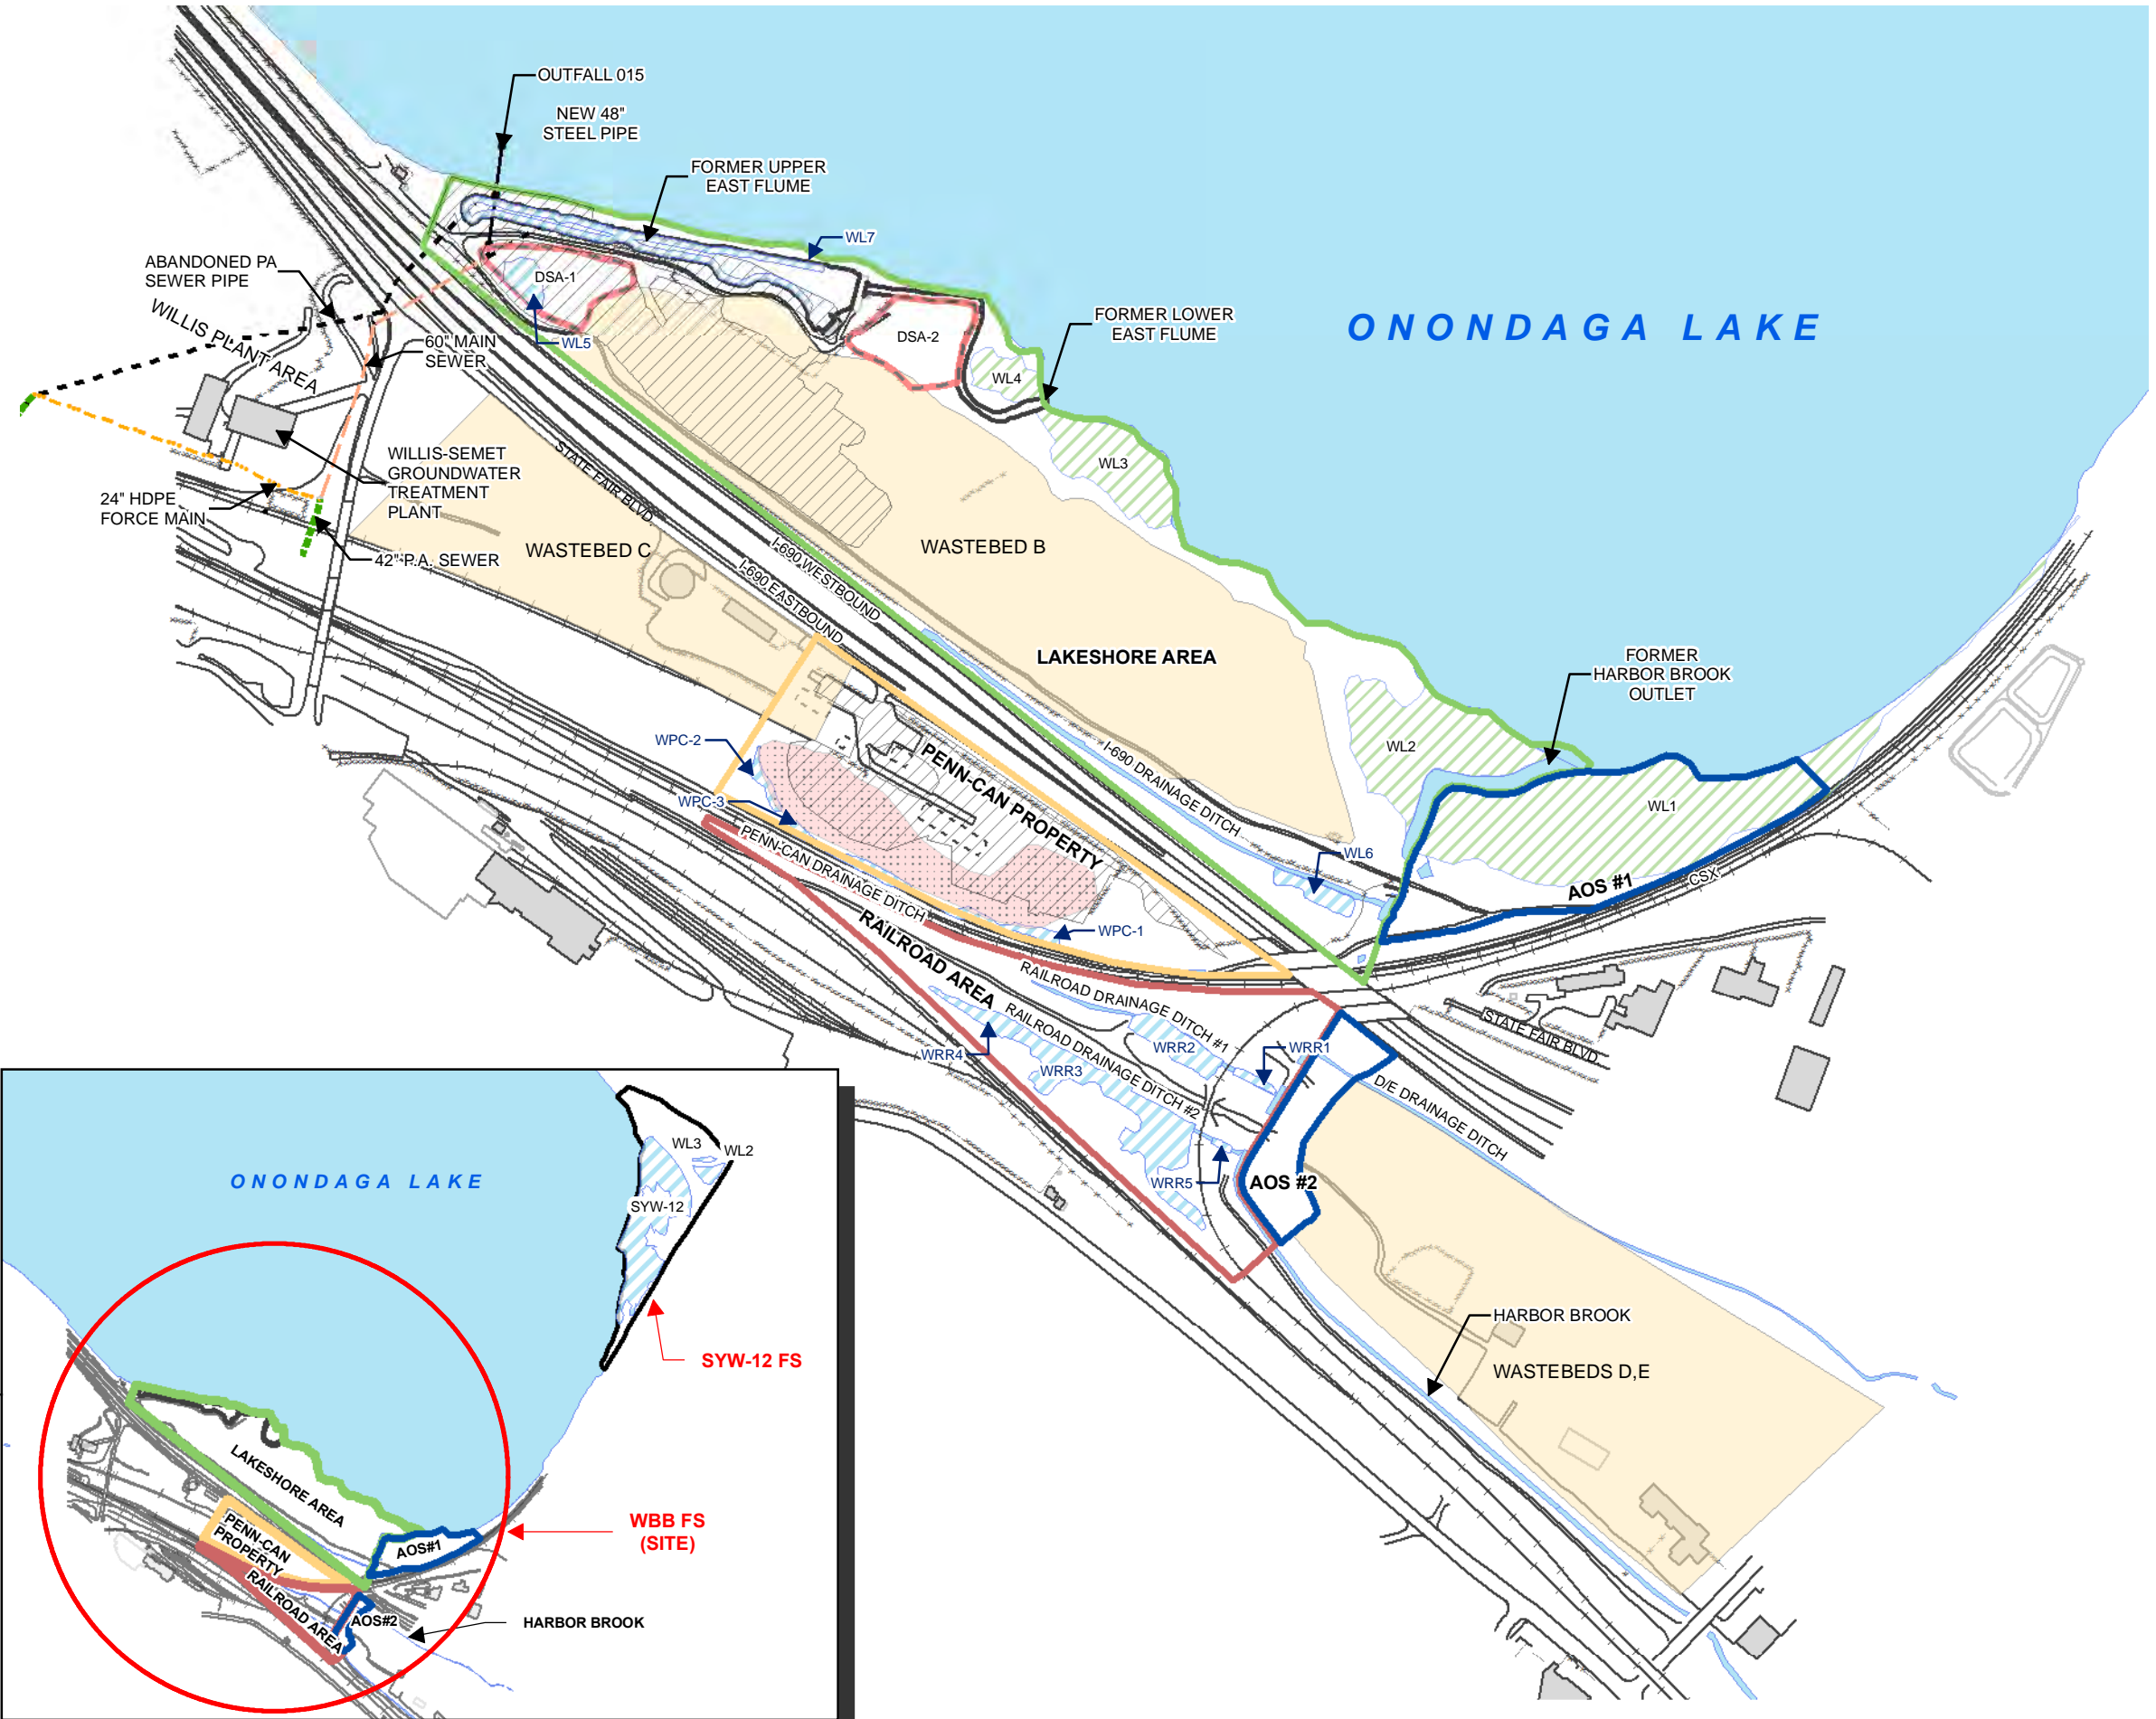 OUTFALL 015
NEW 48"
STEEL PIPE
FORMER UPPER
EAST FLUME
WL7
ABANDONED PA
SEWER PIPE
DSA-1
WILLIS PLANT AREA
60" MAIN
SEWER
WL5
DSA-2
FORMER LOWER
EAST FLUME
ONONDAGA LAKE
WL4
WL3
WILLIS-SEMET
GROUNDWATER
TREATMENT
PLANT
24" HDPE
FORCE MAIN
42" P.A. SEWER
STATE FAIR BLVD.
WASTEBED C
I-690 WESTBOUND
I-690 EASTBOUND
WASTEBED B
LAKESHORE AREA
FORMER
HARBOR BROOK
OUTLET
WL2
WPC-2
PENN-CAN PROPERTY
I-690 DRAINAGE DITCH
WPC-3
WL1
PENN-CAN DRAINAGE DITCH
WL6
AOS #1
CSX
WPC-1
RAILROAD AREA
RAILROAD DRAINAGE DITCH #1
RAILROAD DRAINAGE DITCH #2
STATE FAIR BLVD.
WRR4
WRR2
WRR1
WRR3
D/E DRAINAGE DITCH
WRR5
AOS #2
HARBOR BROOK
WASTEBEDS D,E
ONONDAGA LAKE
WL3
WL2
SYW-12
SYW-12 FS
LAKESHORE AREA
WBB FS
(SITE)
PENN-CAN
PROPERTY
AOS#1
RAILROAD AREA
AOS#2
HARBOR BROOK